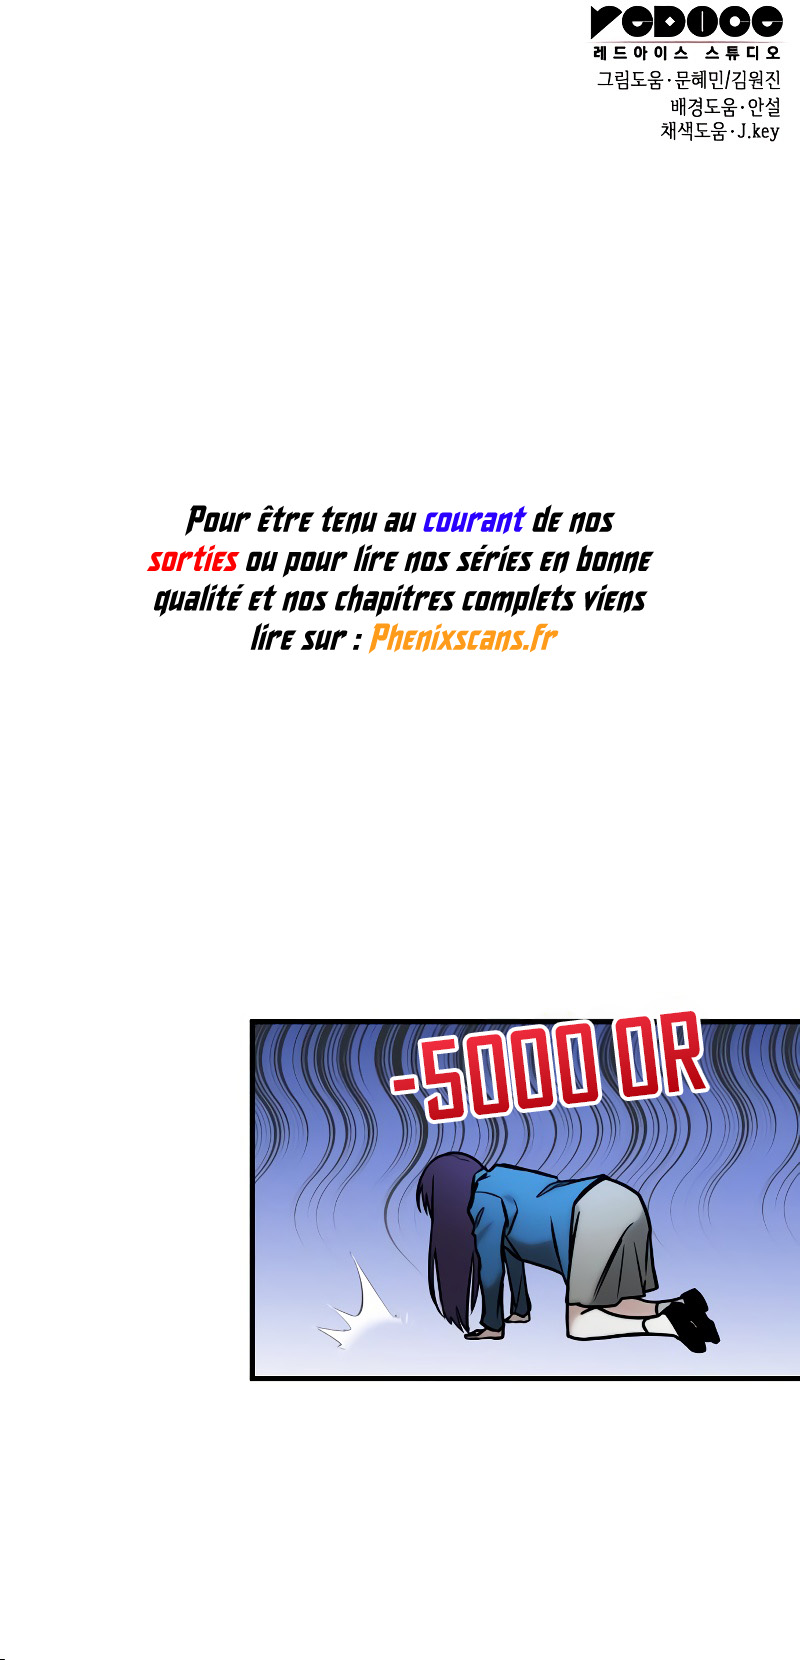 REDICE
레드아이스 스튜디오
그림도움·문혜민/김원진
배경도움·안설
채색도움·J.key
Pour être tenu au courant de nos
sorties ou pour lire nos séries en bonne
qualité et nos chapitres complets viens
lire sur : Phenixscans.fr
-5000 OR